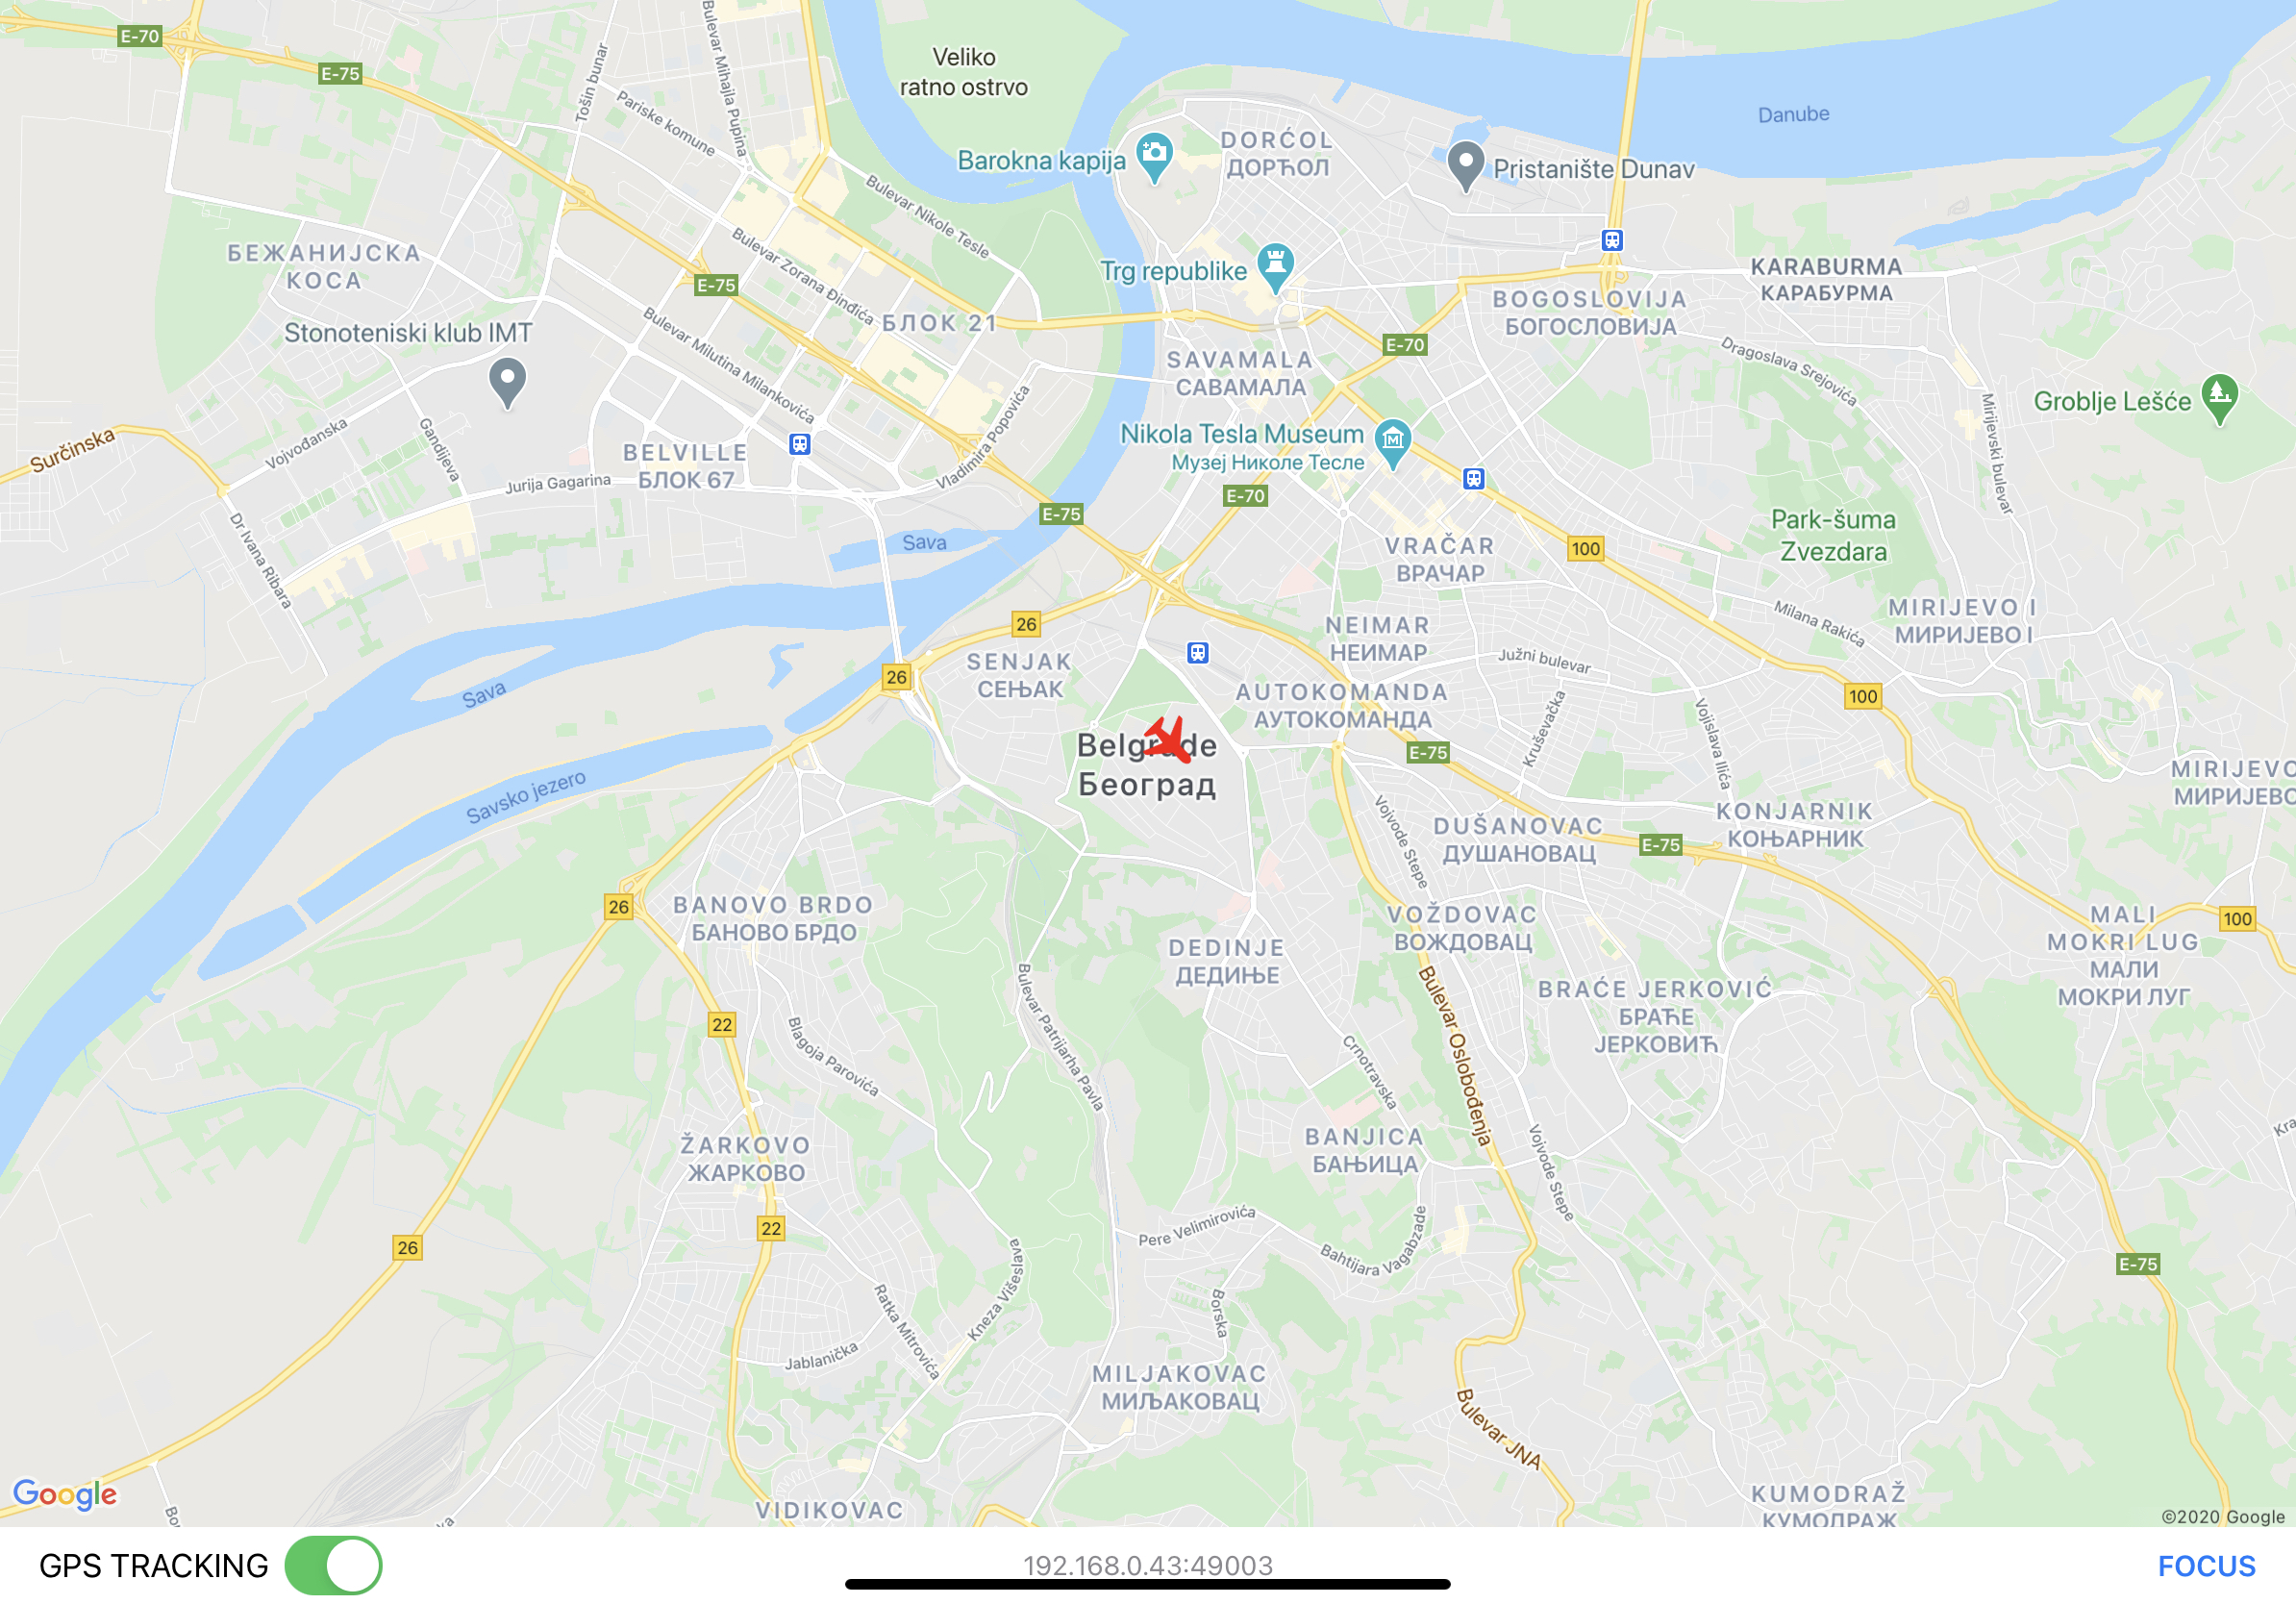 E-70
E-75
Tošin bunar
Pariske komune
Bulevar Mihajla Pupina
Veliko
ratno ostrvo
Danube
Barokna kapija
DORĆOL
ДОРЋОЛ
Pristanište Dunav
Bulevar Nikole Tesle
БЕЖАНИЈСКА
КОСА
Bulevar Zorana Đinđića
E-75
Trg republike
KARABURMA
КАРАБУРМА
BOGOSLOVIJA
БОГОСЛОВИЈА
Stonoteniski klub IMT
Bulevar Milutina Milankovića
БЛОК 21
E-70
SAVAMALA
САВАМАЛА
Dragoslava Srejovića
Groblje Lešće
Mirijevski bulevar
Surčinska
Vojvođanska
Gandijeva
BELVILLE
БЛОК 67
Vladimira Popovića
Nikola Tesla Museum
Музеј Николе Тесле
Jurija Gagarina
E-70
E-75
Park-šuma
Zvezdara
Dr Ivana Ribara
Sava
VRAČAR
ВРАЧАР
100
26
NEIMAR
НЕИМАР
Milana Rakića
MIRIJEVO I
МИРИЈЕВО I
Južni bulevar
26
SENJAK
СЕЊАК
Sava
AUTOKOMANDA
АУТОКОМАНДА
Kruševačka
Vojislava Ilića
100
Belgrade
Београд
E-75
MIRIJEVO
МИРИЈЕВО
Savsko jezero
Vojvode Stepe
DUŠANOVAC
ДУШАНОВАЦ
KONJARNIK
КОЊАРНИК
E-75
26
BANOVO BRDO
БАНОВО БРДО
VOŽDOVAC
ВОЖДОВАЦ
MALI
MOKRI LUG
МАЛИ
МОКРИ ЛУГ
100
DEDINJE
ДЕДИЊЕ
BRAĆE JERKOVIĆ
БРАЋЕ
ЈЕРКОВИЋ
22
Blagoja Parovića
Bulevar Patrijarha Pavla
Crnotravska
Bulevar Oslobođenja
ŽARKOVO
ЖАРКОВО
BANJICA
БАЊИЦА
Vojvode Stepe
Kra
22
26
Pere Velimirovića
Bahtijara Vagabzade
E-75
Kneza Višeslava
Ratka Mitrovića
Borska
Jablanička
MILJAKOVAC
МИЉАКОВАЦ
Bulevar JNA
Google
VIDIKOVAC
KUMODRAŽ
КУМОДРАЖ
©2020 Google
GPS TRACKING
192.168.0.43:49003
FOCUS